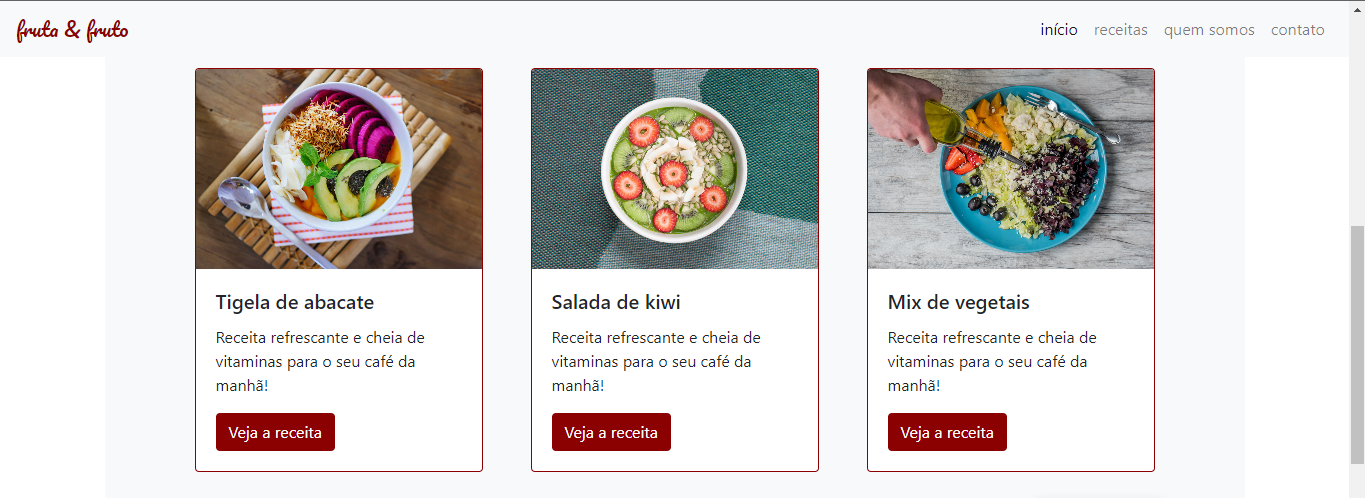 fruta & fruto
início receitas quem somos contato
Tigela de abacate
Receita refrescante e cheia de
vitaminas para o seu café da
manhã!
Veja a receita
Salada de kiwi
Receita refrescante e cheia de
vitaminas para o seu café da
manhã!
Veja a receita
Mix de vegetais
Receita refrescante e cheia de
vitaminas para o seu café da
manhã!
Veja a receita